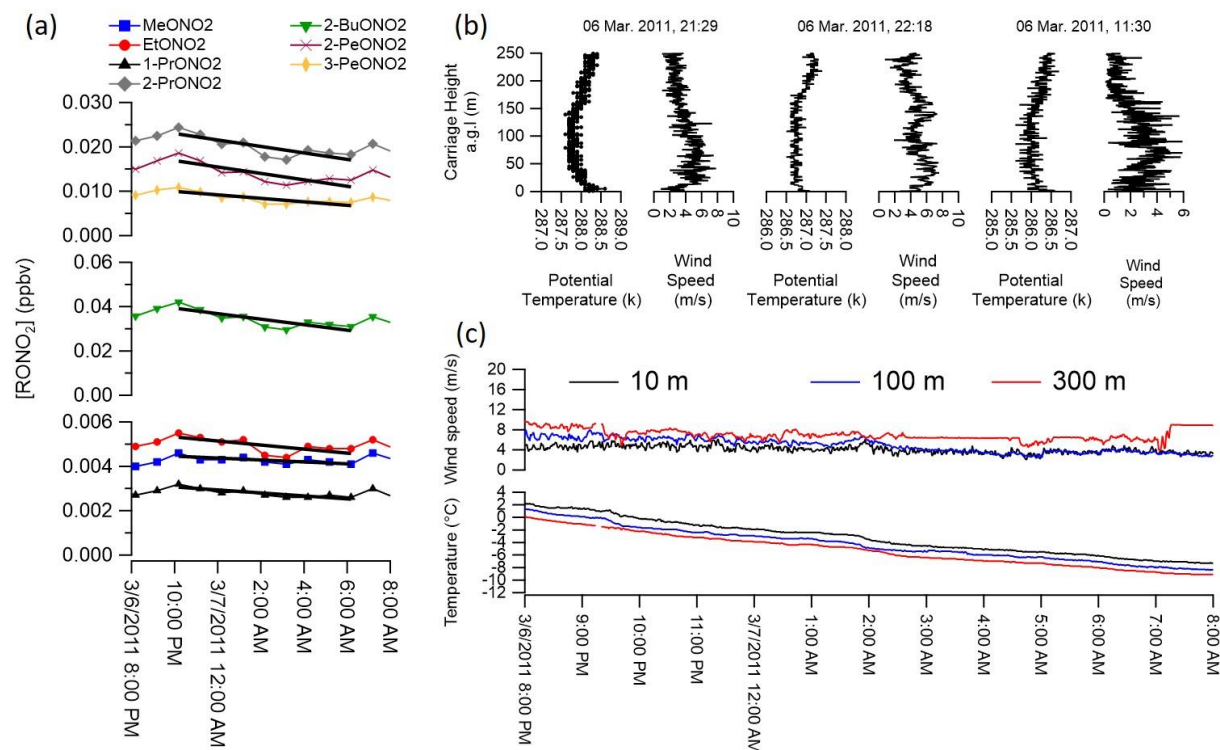 (a)
MeONO2
EtONO2
1-PrONO2
2-PrONO2
2-BuONO2
2-PeONO2
3-PeONO2
[RONO₂] (ppbv)
0.030
0.020
0.010
0.000
0.06
0.04
0.02
0.00
0.006
0.004
0.002
0.000
3/6/2011 8:00 PM
10:00 PM
3/7/2011 12:00 AM
2:00 AM
4:00 AM
6:00 AM
8:00 AM
(b)
06 Mar. 2011, 21:29
06 Mar. 2011, 22:18
06 Mar. 2011, 11:30
Carriage Height
a.g.l (m)
250
200
150
100
50
0
287.0
287.5
288.0
288.5
289.0
Potential
Temperature (k)
0
2
4
6
8
10
Wind
Speed
(m/s)
286.0
286.5
287.0
287.5
288.0
Potential
Temperature (k)
0
2
4
6
8
10
Wind
Speed
(m/s)
285.0
285.5
286.0
286.5
287.0
Potential
Temperature (k)
0
2
4
6
Wind
Speed
(m/s)
(c)
10 m
100 m
300 m
Wind speed (m/s)
20
16
12
8
4
0
Temperature (°C)
4
2
0
-2
-4
-6
-8
-10
-12
3/6/2011 8:00 PM
9:00 PM
10:00 PM
11:00 PM
3/7/2011 12:00 AM
1:00 AM
2:00 AM
3:00 AM
4:00 AM
5:00 AM
6:00 AM
7:00 AM
8:00 AM